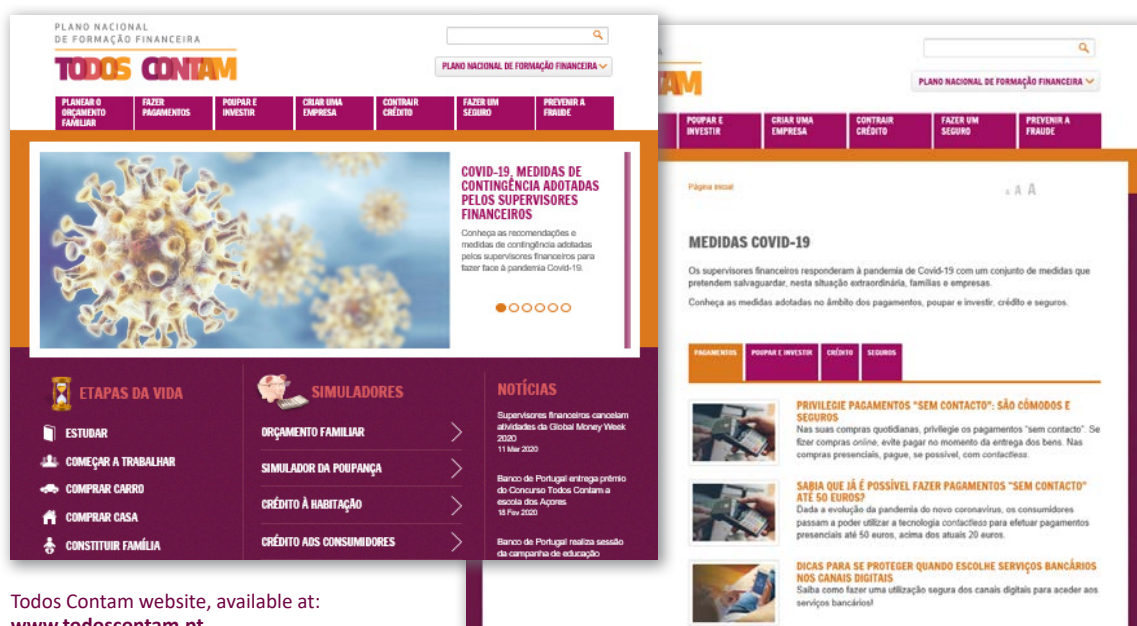 PLANO NACIONAL
DE FORMAÇÃO FINANCEIRA
TODOS CONTAM
PLANO NACIONAL DE FORMAÇÃO FINANCEIRA
PLANEAR O
ORÇAMENTO
FAMILIAR
FAZER
PAGAMENTOS
POUPAR E
INVESTIR
CRIAR UMA
EMPRESA
CONTRAIR
CRÉDITO
FAZER UM
SEGURO
PREVENIR A
FRAUDE
COVID-19, MEDIDAS DE
CONTINGÊNCIA ADOTADAS
PELOS SUPERVISORES
FINANCEIROS
Conheça as recomendações e
medidas de contingência adotadas
pelos supervisores financeiros para
fazer face à pandemia Covid-19.
ETAPAS DA VIDA
ESTUDAR
COMEÇAR A TRABALHAR
COMPRAR CARRO
COMPRAR CASA
CONSTITUIR FAMÍLIA
SIMULADORES
ORÇAMENTO FAMILIAR
SIMULADOR DA POUPANÇA
CRÉDITO À HABITAÇÃO
CRÉDITO AOS CONSUMIDORES
NOTÍCIAS
Supervisores financeiros cancelam
atividades da Global Money Week
2020
11 Mar 2020
Banco de Portugal entrega prémio
do Concurso Todos Contam a
escola dos Açores
18 Fev 2020
Banco de Portugal realiza sessão
da campanha de educação
Todos Contam website, available at:
www.todoscontam.pt
A
AM
PLANO NACIONAL DE FORMAÇÃO FINANCEIRA
POUPAR E
INVESTIR
CRIAR UMA
EMPRESA
CONTRAIR
CRÉDITO
FAZER UM
SEGURO
PREVENIR A
FRAUDE
Página inicial
A A A
MEDIDAS COVID-19
Os supervisores financeiros responderam à pandemia de Covid-19 com um conjunto de medidas que
pretendem salvaguardar, nesta situação extraordinária, famílias e empresas.
Conheça as medidas adotadas no âmbito dos pagamentos, poupar e investir, crédito e seguros.
PAGAMENTOS
POUPAR E INVESTIR
CRÉDITO
SEGUROS
PRIVILEGIE PAGAMENTOS "SEM CONTACTO": SÃO CÔMODOS E
SEGUROS
Nas suas compras quotidianas, privilegie os pagamentos "sem contacto". Se
fizer compras online, evite pagar no momento da entrega dos bens. Nas
compras presenciais, pague, se possível, com contactless.
SABIA QUE JÁ É POSSÍVEL FAZER PAGAMENTOS "SEM CONTACTO"
ATÉ 50 EUROS?
Dada a evolução da pandemia do novo coronavírus, os consumidores
passam a poder utilizar a tecnologia contactless para efetuar pagamentos
presenciais até 50 euros, acima dos atuais 20 euros.
DICAS PARA SE PROTEGER QUANDO ESCOLHE SERVIÇOS BANCÁRIOS
NOS CANAIS DIGITAIS
Saiba como fazer uma utilização segura dos canais digitais para aceder aos
serviços bancários!